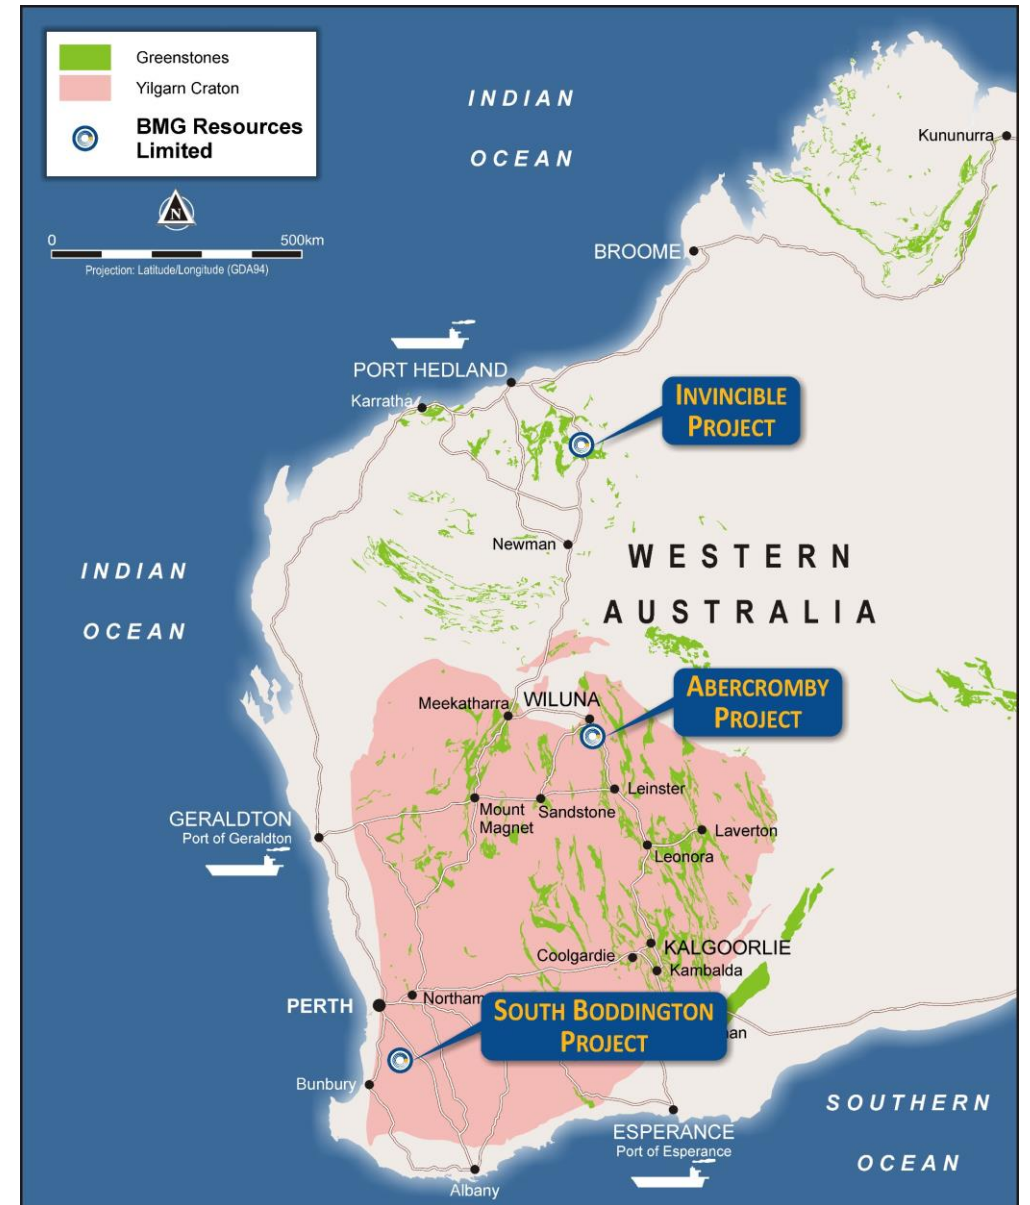 Greenstones
Yilgarn Craton
BMG Resources
Limited
N
0 500km
Projection: Latitude/Longitude (GDA94)
INDIAN
OCEAN
Kununurra
BROOME
PORT HEDLAND
Karratha
INVINCIBLE
PROJECT
Newman
WESTERN
AUSTRALIA
INDIAN
OCEAN
ABERCROMBY
PROJECT
Meekatharra
WILUNA
Leinster
Mount
Magnet
Sandstone
GERALDTON
Port of Geraldton
Laverton
Leonora
KALGOORLIE
Coolgardie
Kambalda
PERTH
Northam
SOUTH BODDINGTON
PROJECT
Bunbury
SOUTHERN
OCEAN
ESPERANCE
Port of Esperance
Albany